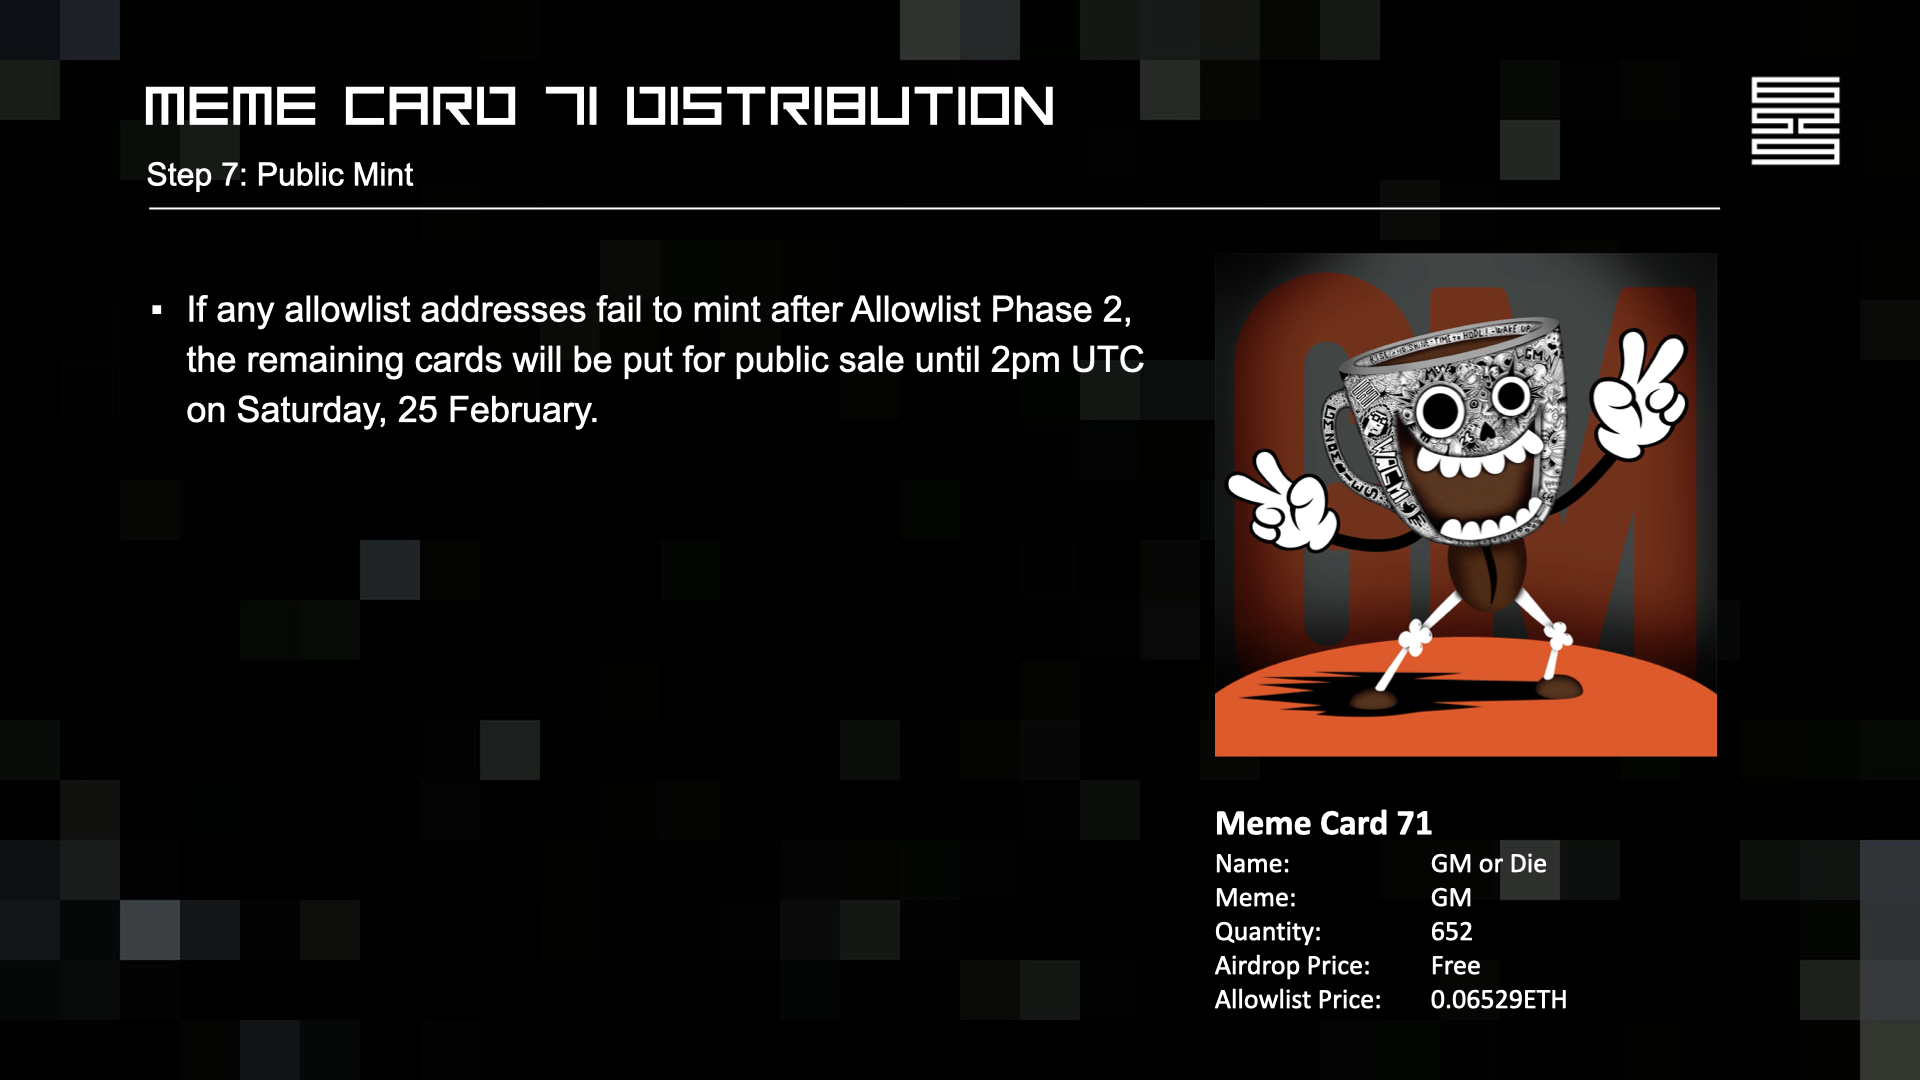 MEME CARD 71 DISTRIBUTION
Step 7: Public Mint
▪ If any allowlist addresses fail to mint after Allowlist Phase 2,
the remaining cards will be put for public sale until 2pm UTC
on Saturday, 25 February.
GM
WAGMI
Meme Card 71
Name: GM or Die
Meme: GM
Quantity: 652
Airdrop Price: Free
Allowlist Price: 0.06529ETH